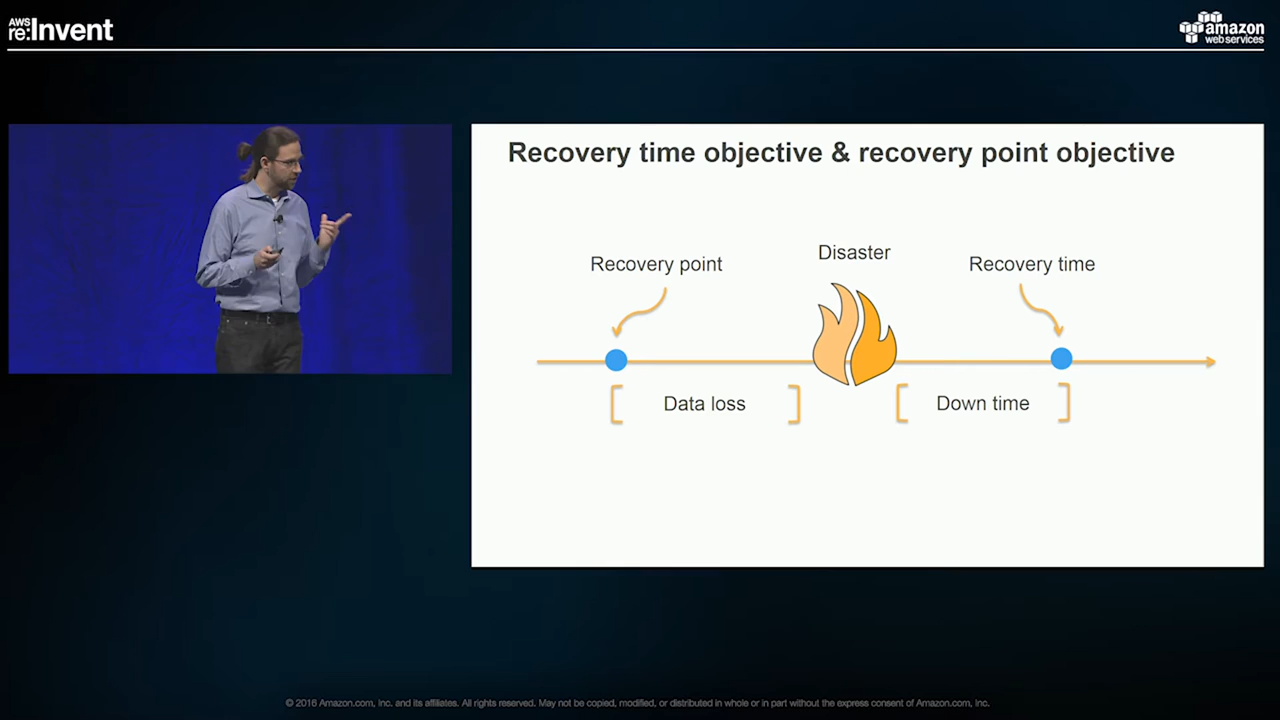 AWS
re:Invent
amazon
web services
Recovery time objective & recovery point objective
Recovery point
Disaster
Recovery time
Data loss
Down time
© 2016 Amazon.com, Inc. and its affiliates. All rights reserved. May not be copied, modified, or distributed in whole or in part without the express consent of Amazon.com, Inc.